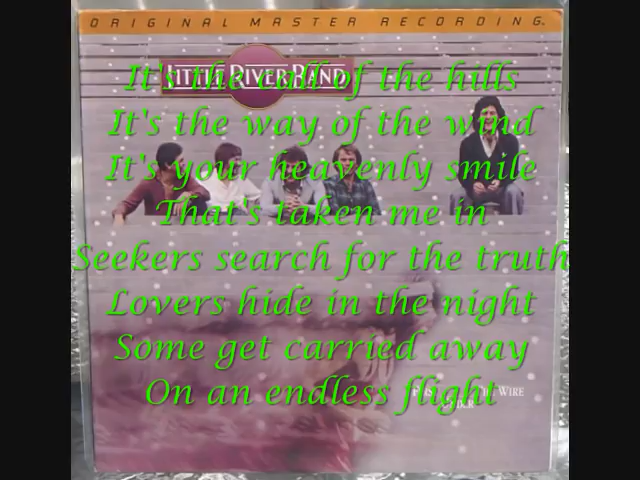 ORIGINAL MASTER RECORDING
LITTLE RIVER BAND
It's the call of the hills
It's the way of the wind
It's your heavenly smile
That's taken me in
Seekers search for the truth
Lovers hide in the night
Some get carried away
On an endless flight
THE WIRE